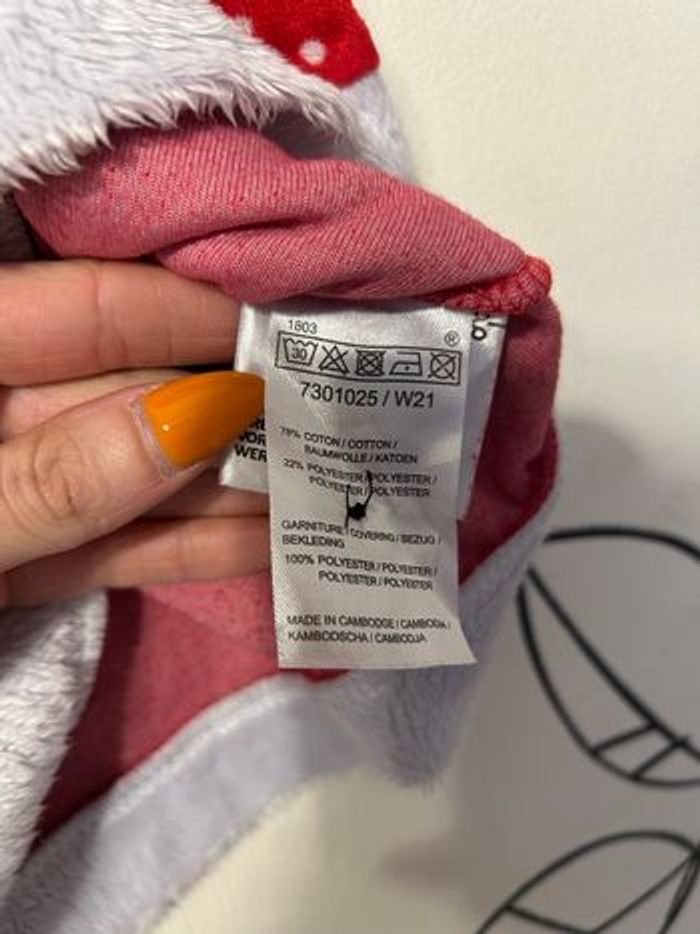 1803
®
30
7301025 / W21
78% COTON / COTTON /
BAUMWOLLE / KATOEN
22% POLYESTER / POLYESTER /
POLYESTER / POLYESTER
GARNITURE / COVERING / BEZUG /
BEKLEDING
100% POLYESTER / POLYESTER /
POLYESTER / POLYESTER
MADE IN CAMBODGE / CAMBODIA /
KAMBODSCHA / CAMBODJA